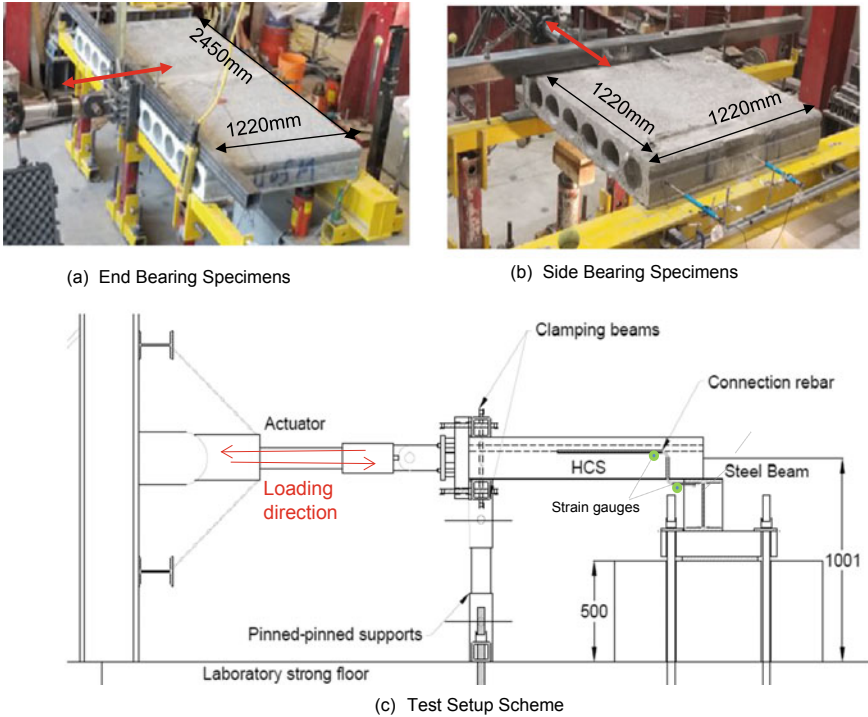 2450mm
1220mm
1220mm
1220mm
(a) End Bearing Specimens
(b) Side Bearing Specimens
Clamping beams
Connection rebar
Actuator
HCS
Steel Beam
Strain gauges
Loading
direction
1001
500
Pinned-pinned supports
Laboratory strong floor
(c) Test Setup Scheme